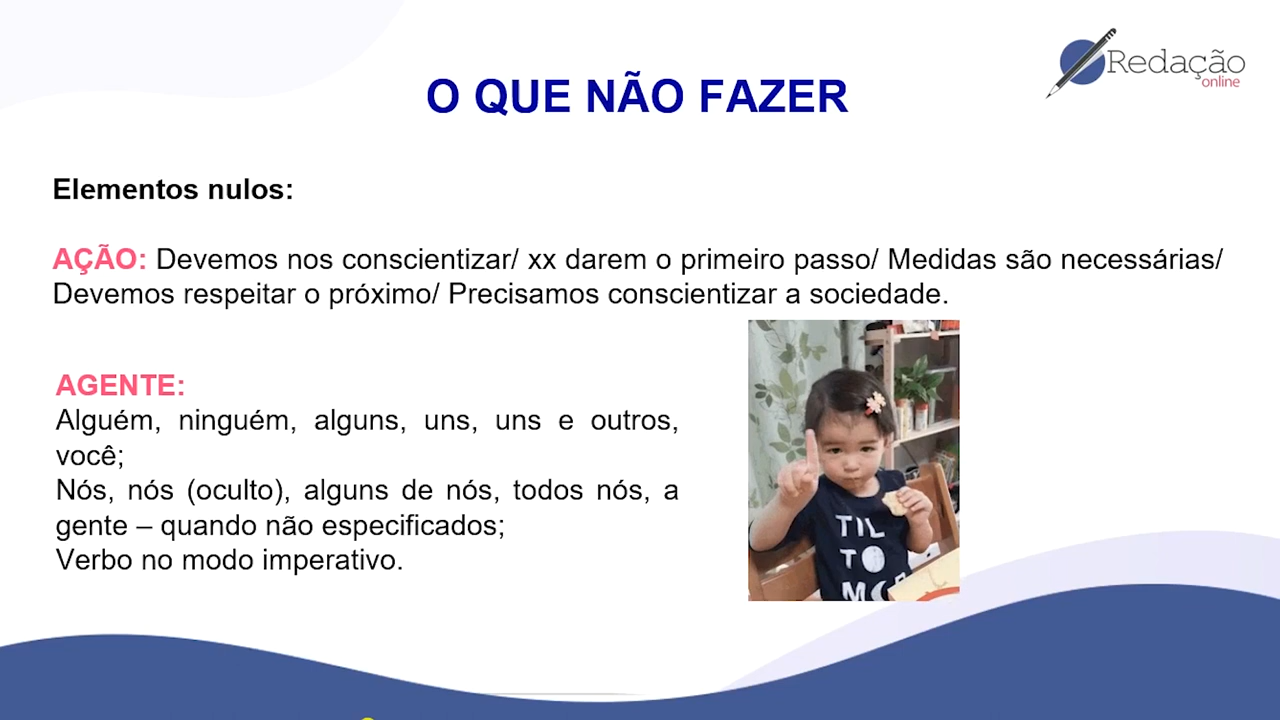 Redação
online
O QUE NÃO FAZER
Elementos nulos:
AÇÃO: Devemos nos conscientizar/ xx darem o primeiro passo/ Medidas são necessárias/
Devemos respeitar o próximo/ Precisamos conscientizar a sociedade.
AGENTE:
Alguém, ninguém, alguns, uns, uns e outros,
você;
Nós, nós (oculto), alguns de nós, todos nós, a
gente – quando não especificados;
Verbo no modo imperativo.
TIL
TO